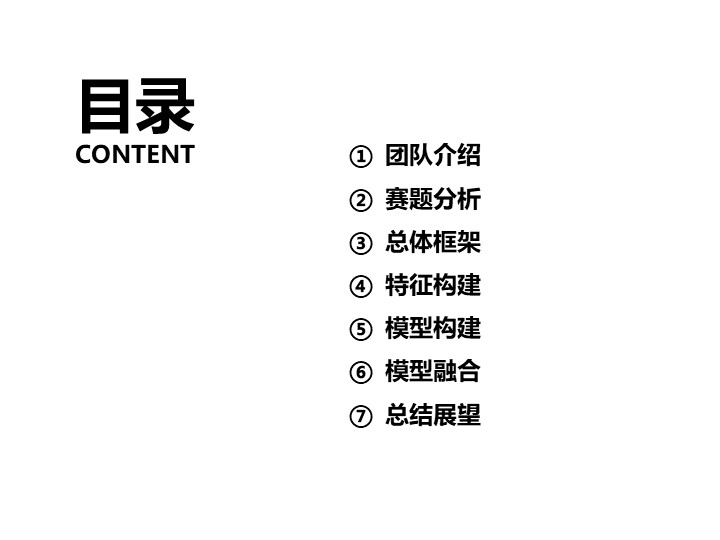 目录
CONTENT
① 团队介绍
② 赛题分析
③ 总体框架
④ 特征构建
⑤ 模型构建
⑥ 模型融合
⑦ 总结展望